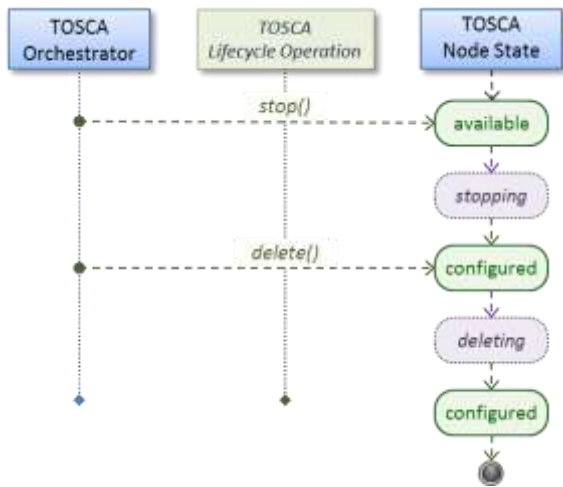 TOSCA
Orchestrator
TOSCA
Lifecycle Operation
TOSCA
Node State
stop()
available
stopping
delete()
configured
deleting
configured